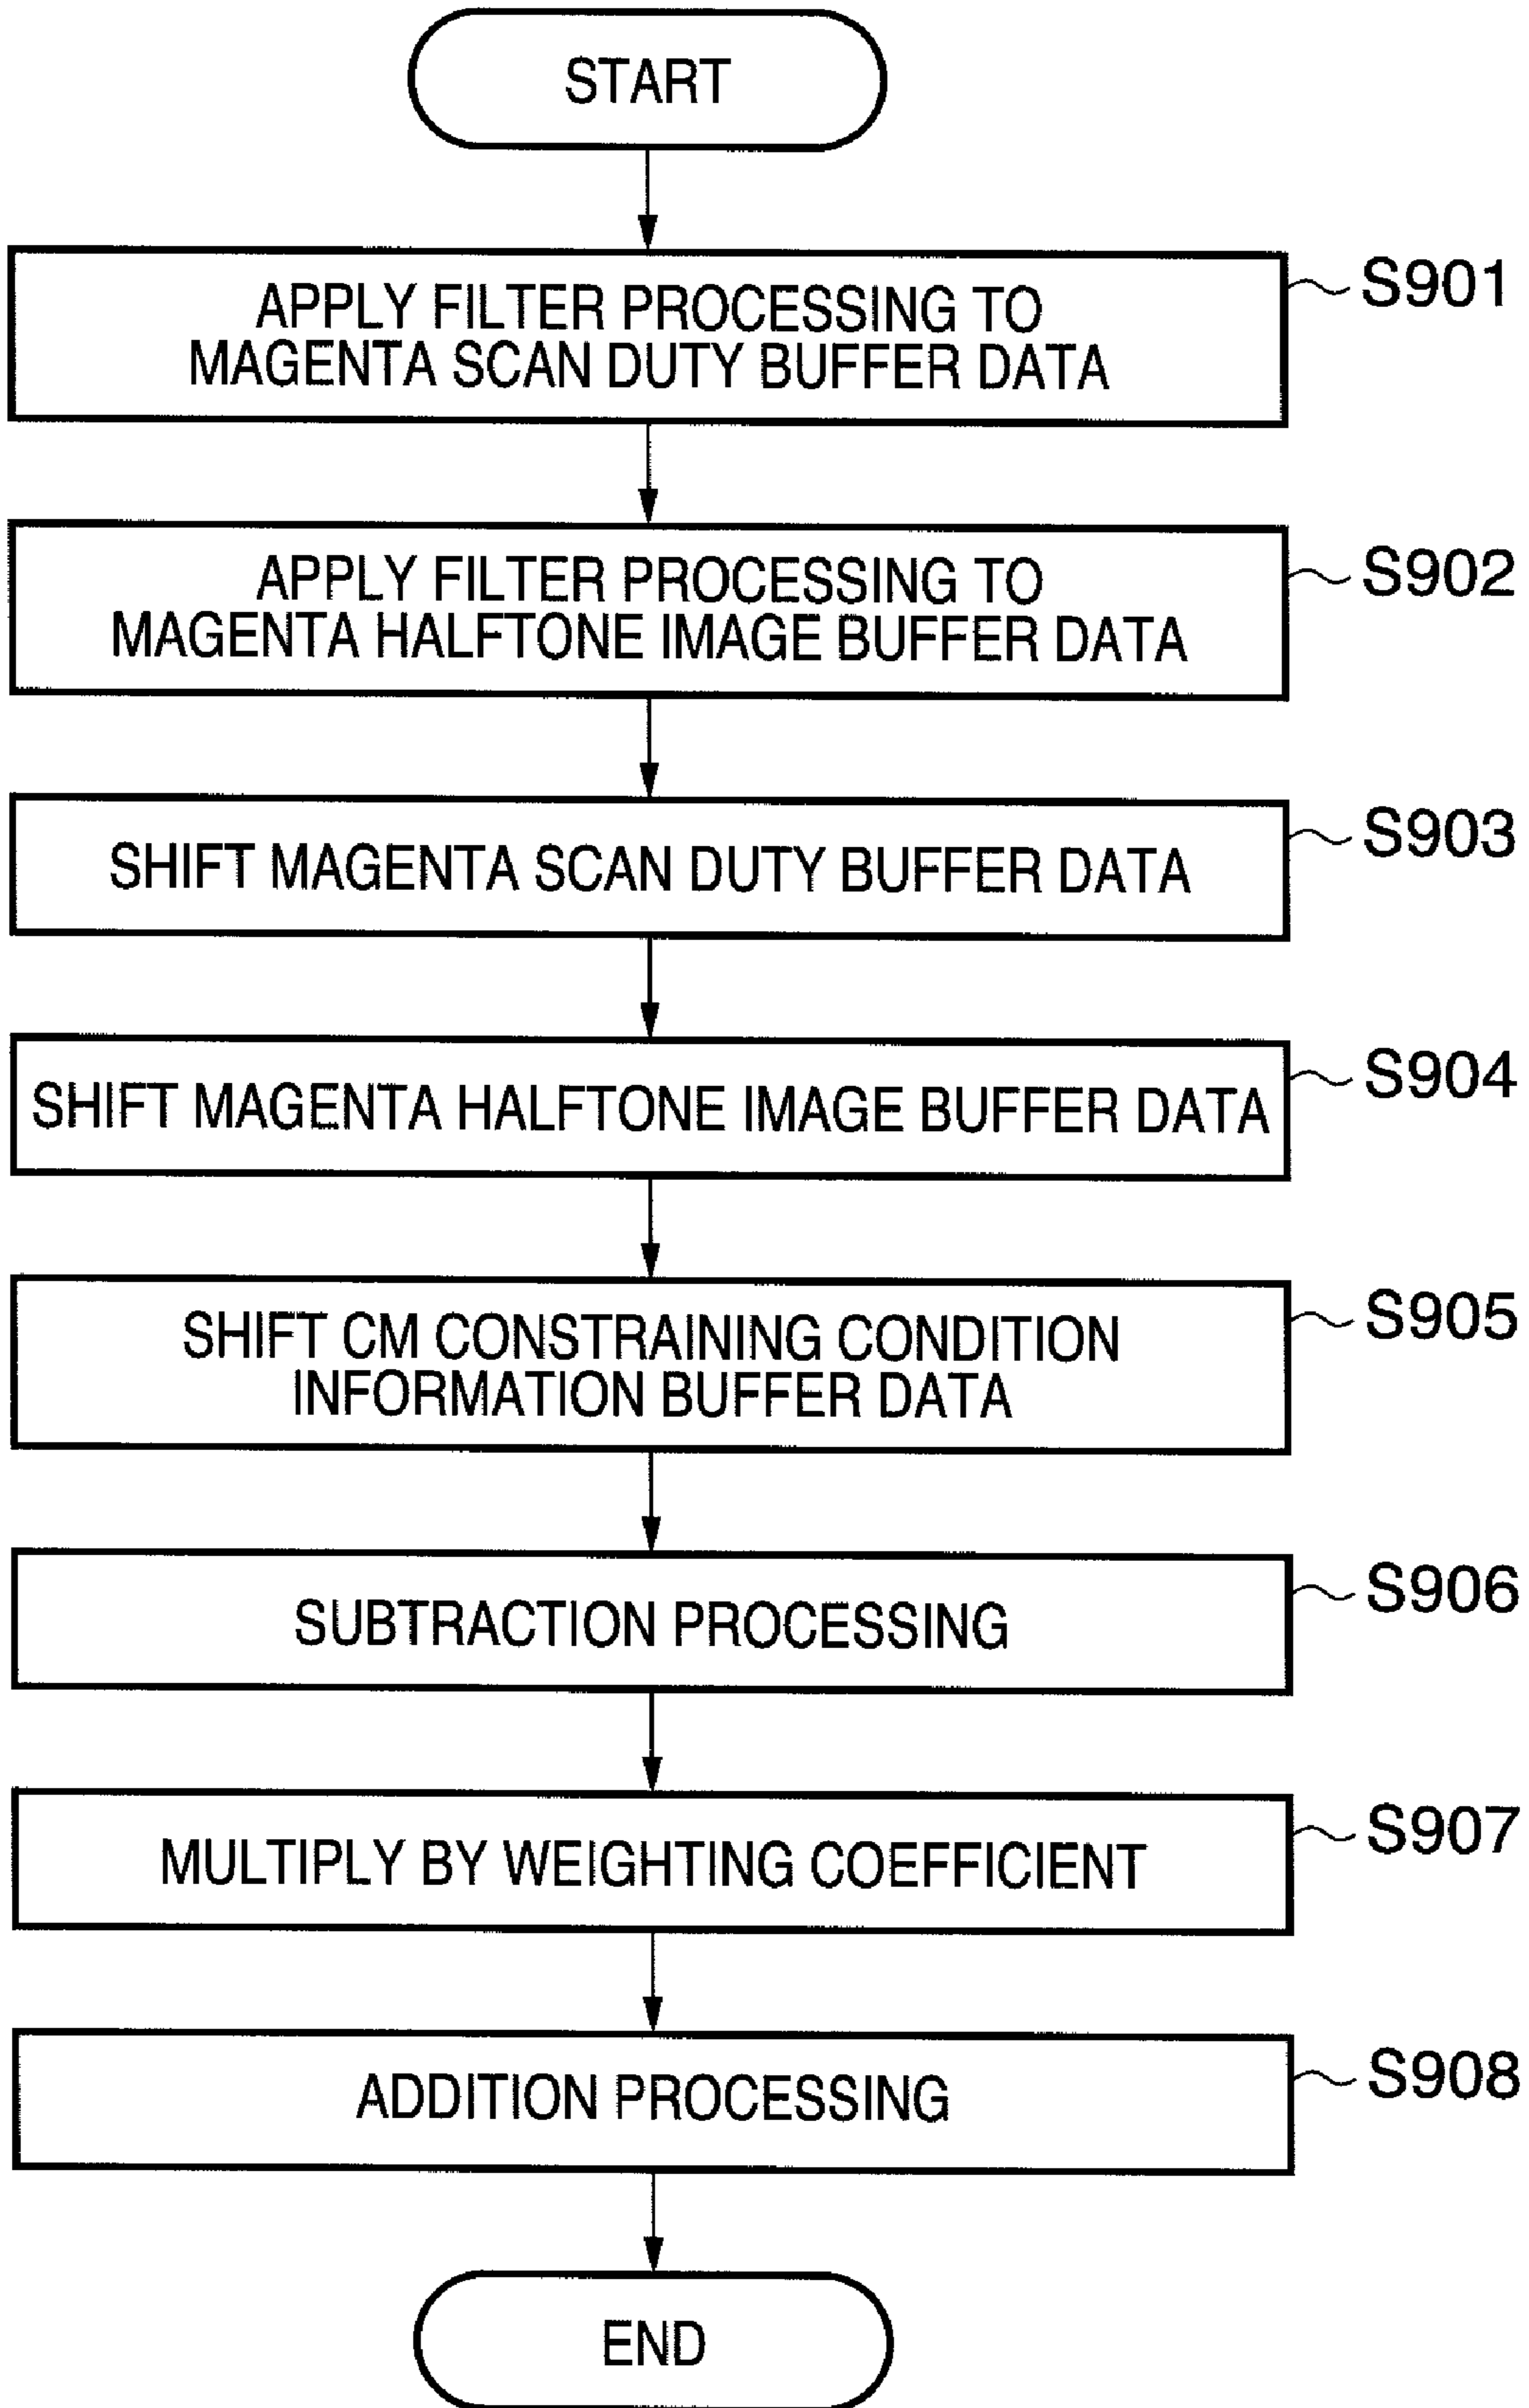 START
APPLY FILTER PROCESSING TO
MAGENTA SCAN DUTY BUFFER DATA
S901
APPLY FILTER PROCESSING TO
MAGENTA HALFTONE IMAGE BUFFER DATA
S902
SHIFT MAGENTA SCAN DUTY BUFFER DATA
S903
SHIFT MAGENTA HALFTONE IMAGE BUFFER DATA
S904
SHIFT CM CONSTRAINING CONDITION
INFORMATION BUFFER DATA
S905
SUBTRACTION PROCESSING
S906
MULTIPLY BY WEIGHTING COEFFICIENT
S907
ADDITION PROCESSING
S908
END